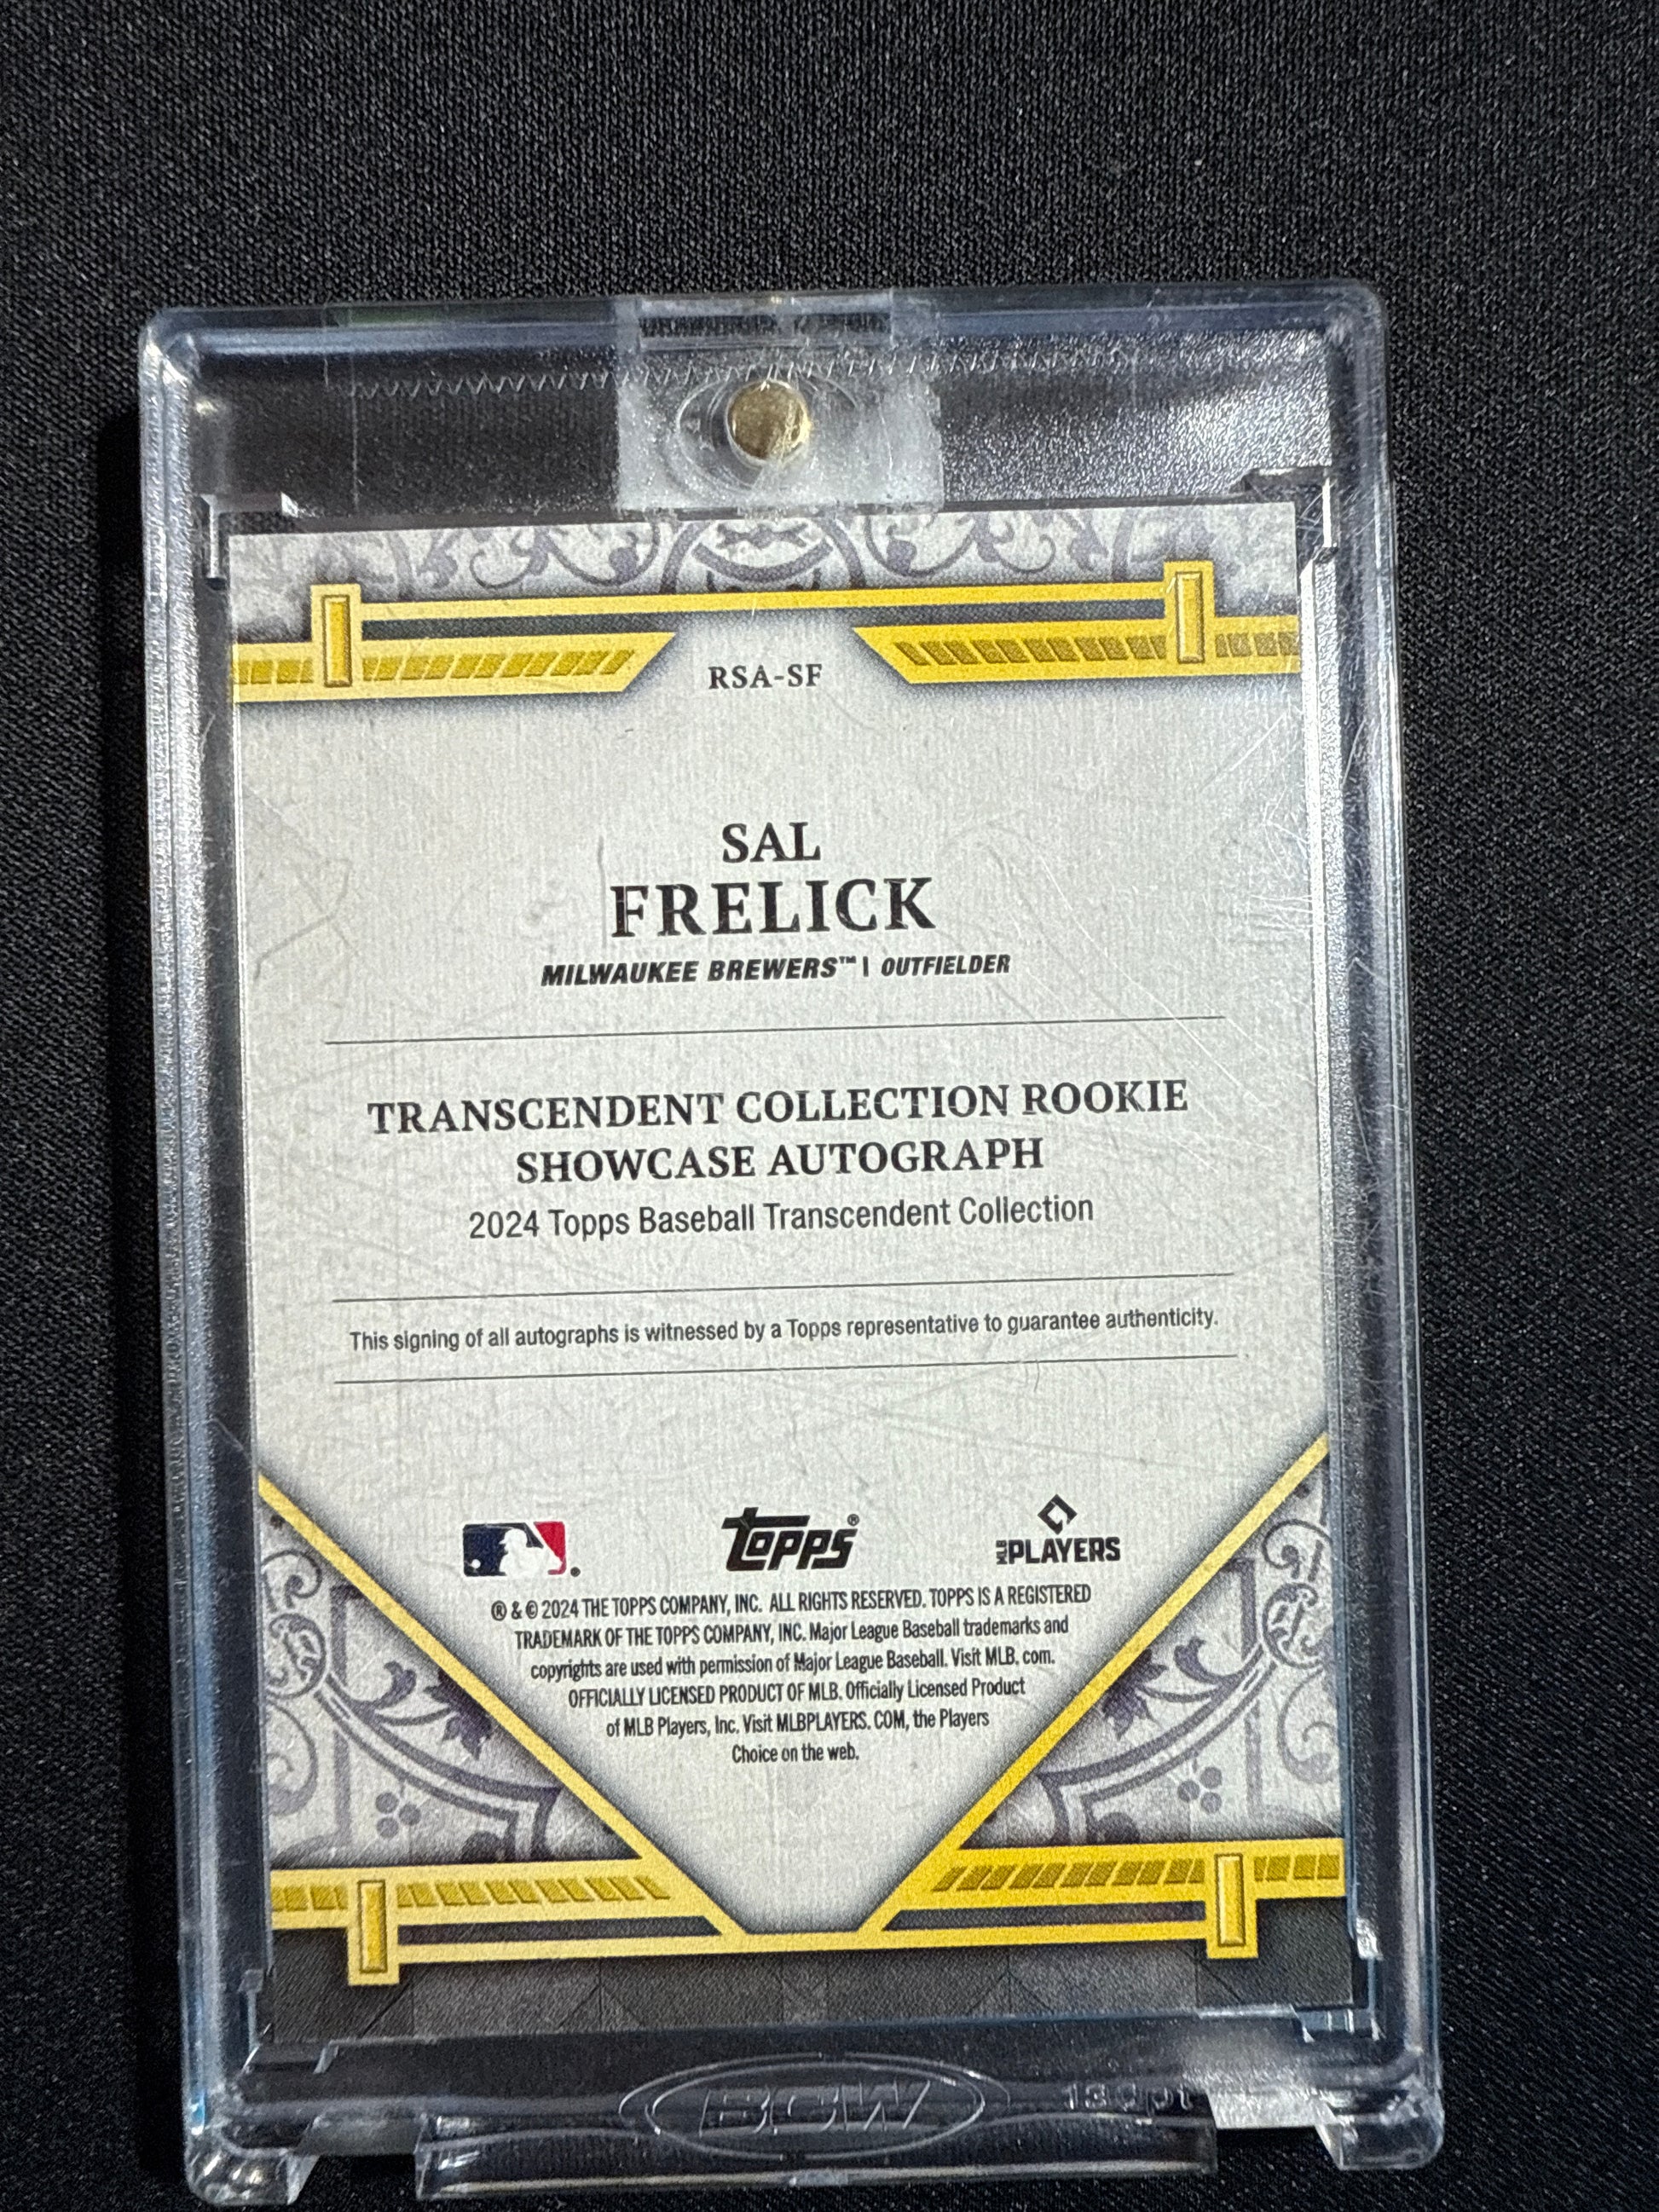 RSA-SF
SAL
FRELICK
MILWAUKEE BREWERS™ | OUTFIELDER
TRANSCENDENT COLLECTION ROOKIE
SHOWCASE AUTOGRAPH
2024 Topps Baseball Transcendent Collection
This signing of all autographs is witnessed by a Topps representative to guarantee authenticity.
® Topps® MLB PLAYERS
® & © 2024 THE TOPPS COMPANY, INC. ALL RIGHTS RESERVED. TOPPS IS A REGISTERED
TRADEMARK OF THE TOPPS COMPANY, INC. Major League Baseball trademarks and
copyrights are used with permission of Major League Baseball. Visit MLB. com.
OFFICIALLY LICENSED PRODUCT OF MLB. Officially Licensed Product
of MLB Players, Inc. Visit MLBPLAYERS. COM, the Players
Choice on the web.
BCW 130pt